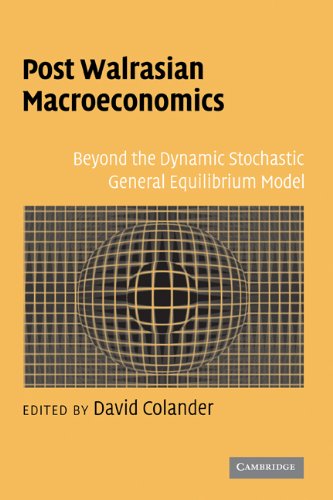 Post Walrasian
Macroeconomics
Beyond the Dynamic Stochastic
General Equilibrium Model
EDITED BY David Colander
CAMBRIDGE